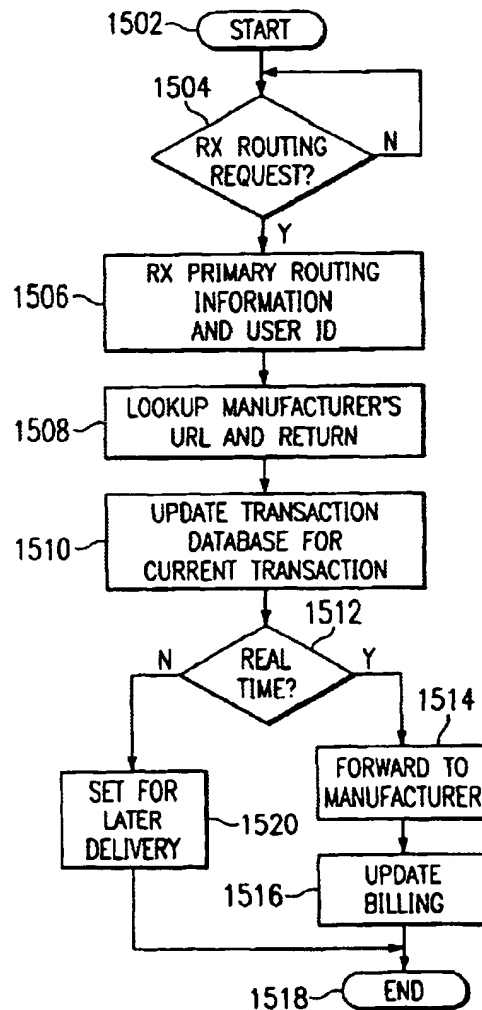 1502
START
1504
RX ROUTING
REQUEST?
N
Y
1506
RX PRIMARY ROUTING
INFORMATION
AND USER ID
1508
LOOKUP MANUFACTURER'S
URL AND RETURN
1510
UPDATE TRANSACTION
DATABASE FOR
CURRENT TRANSACTION
1512
N
REAL
TIME?
Y
1514
FORWARD TO
MANUFACTURER
SET FOR
LATER
DELIVERY
1520
1516
UPDATE
BILLING
1518
END